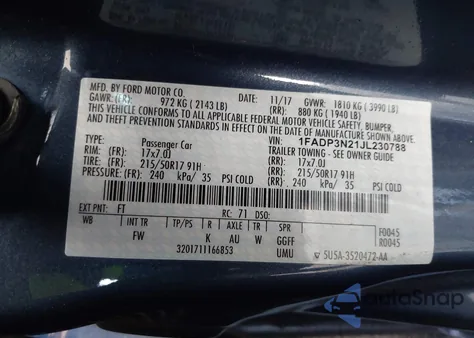 MFD. BY FORD MOTOR CO. 11/17 GVWR: 1810 KG ( 3990 LB)
GAWR: (FR): 972 KG ( 2143 LB) (RR): 880 KG ( 1940 LB)
THIS VEHICLE CONFORMS TO ALL APPLICABLE FEDERAL MOTOR VEHICLE SAFETY, BUMPER,
AND THEFT PREVENTION STANDARDS IN EFFECT ON THE DATE OF MANUFACTURE SHOWN ABOVE.
VIN: 1FADP3N21JL230788
TYPE: Passenger Car TRAILER TOWING - SEE OWNER GUIDE
RIM: (FR): 17x7.0J (RR): 17x7.0J
TIRE: (FR): 215/50R17 91H (RR): 215/50R17 91H
PRESSURE: (FR): 240 kPa/ 35 PSI COLD (RR): 240 kPa/ 35 PSI COLD
EXT PNT: FT RC: 71 DSO:
WB INT TR TP/PS R AXLE TR SPR F0045
FW K AU W GGFF R0045
3201711166853 UMU 5U5A-3520472-AA
autoSnap